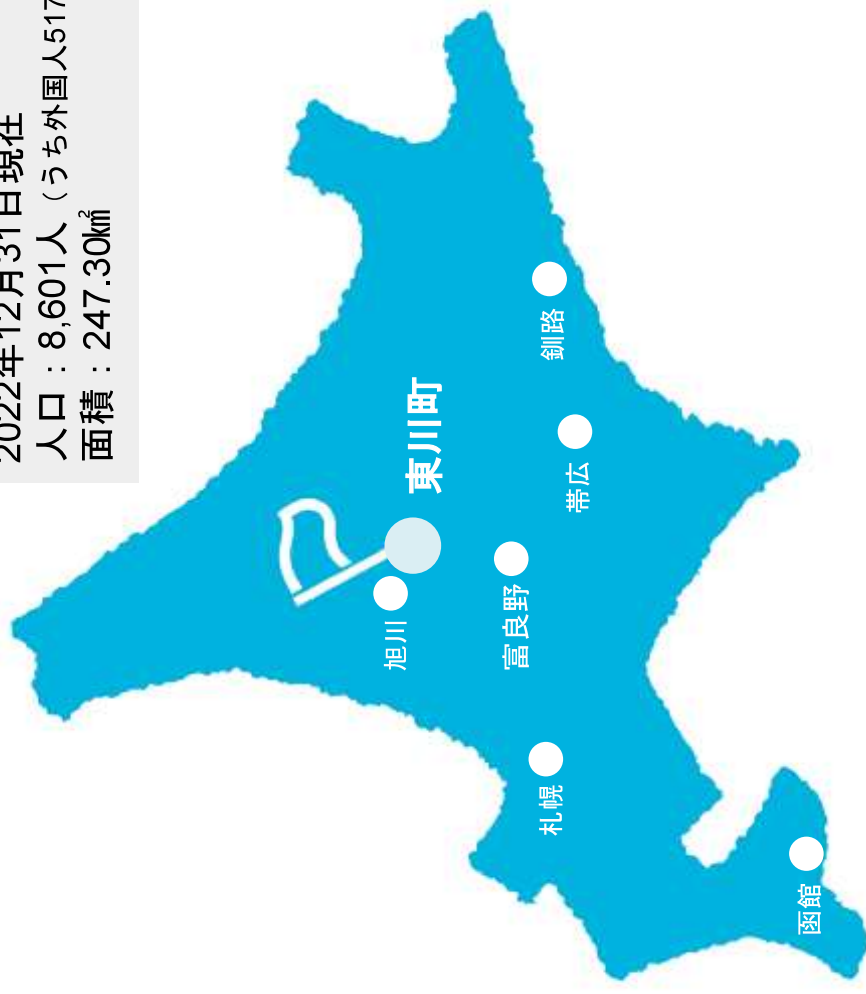 2022年12月31日現在
人口：8,601人（うち外国人517
面積：247.30㎢
東川町
旭川
富良野
札幌
帯広
釧路
函館